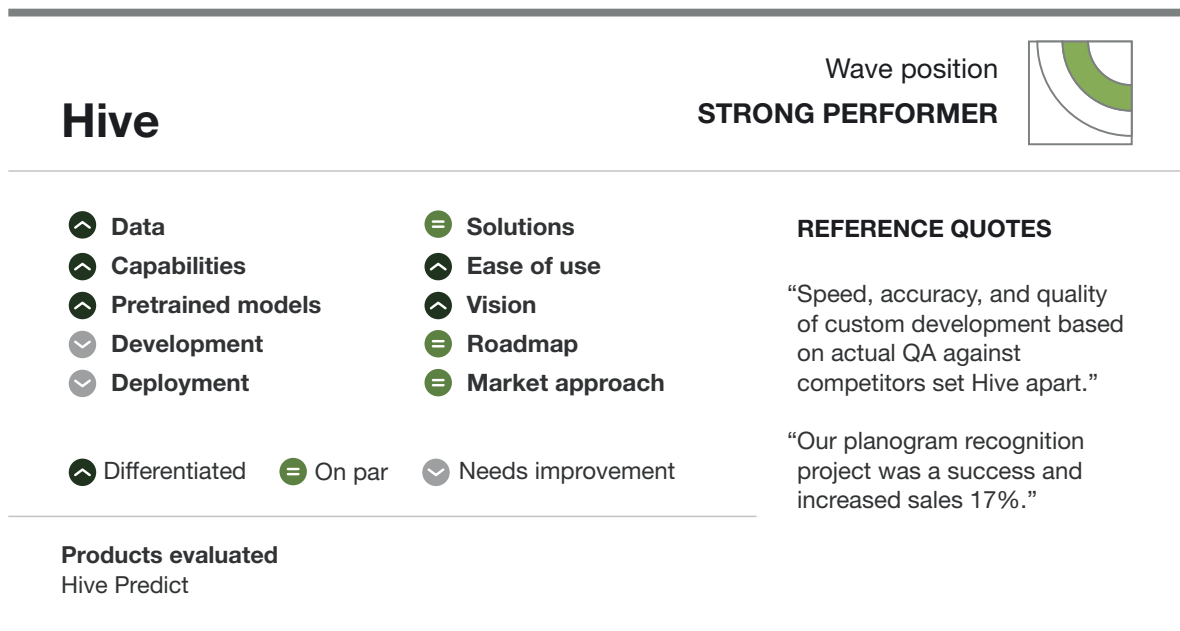 Wave position
STRONG PERFORMER
Hive
Data
Capabilities
Pretrained models
Development
Deployment
Solutions
Ease of use
Vision
Roadmap
Market approach
Differentiated
On par
Needs improvement
REFERENCE QUOTES
“Speed, accuracy, and quality
of custom development based
on actual QA against
competitors set Hive apart.”
“Our planogram recognition
project was a success and
increased sales 17%.”
Products evaluated
Hive Predict